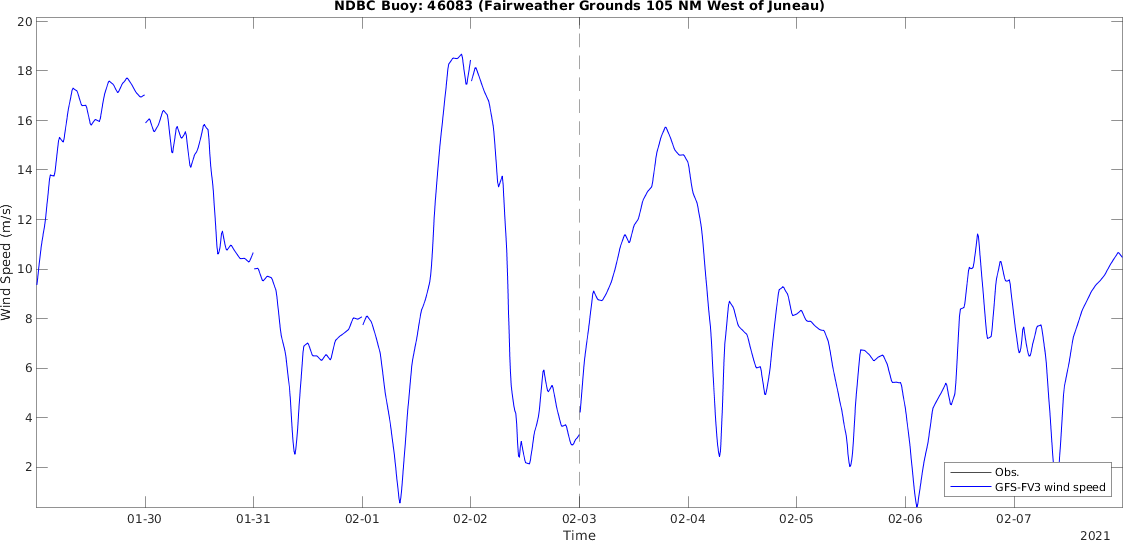 NDBC Buoy: 46083 (Fairweather Grounds 105 NM West of Juneau)
20
18
16
14
12
10
8
6
4
2
Wind Speed (m/s)
Obs.
GFS-FV3 wind speed
01-30 01-31 02-01 02-02 02-03 02-04 02-05 02-06 02-07
Time
2021